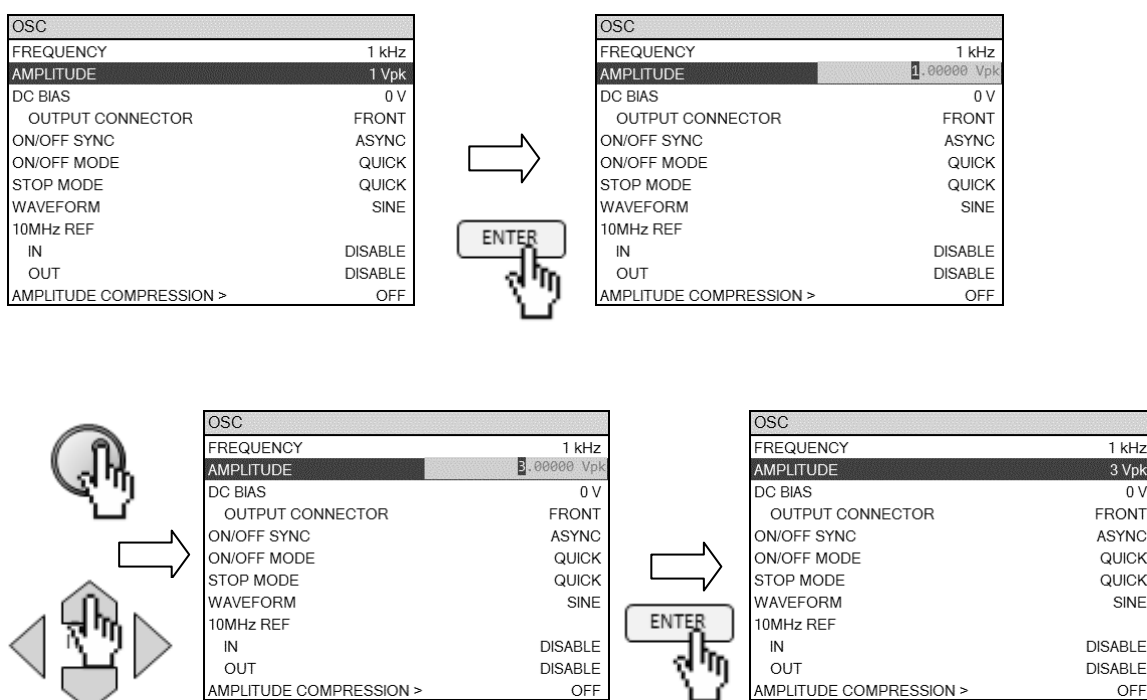 OSC
FREQUENCY 1 kHz
AMPLITUDE 1 Vpk
DC BIAS 0 V
OUTPUT CONNECTOR FRONT
ON/OFF SYNC ASYNC
ON/OFF MODE QUICK
STOP MODE QUICK
WAVEFORM SINE
10MHz REF
IN DISABLE
OUT DISABLE
AMPLITUDE COMPRESSION > OFF
ENTER
OSC
FREQUENCY 1 kHz
AMPLITUDE 1.00000 Vpk
DC BIAS 0 V
OUTPUT CONNECTOR FRONT
ON/OFF SYNC ASYNC
ON/OFF MODE QUICK
STOP MODE QUICK
WAVEFORM SINE
10MHz REF
IN DISABLE
OUT DISABLE
AMPLITUDE COMPRESSION > OFF
OSC
FREQUENCY 1 kHz
AMPLITUDE 3.00000 Vpk
DC BIAS 0 V
OUTPUT CONNECTOR FRONT
ON/OFF SYNC ASYNC
ON/OFF MODE QUICK
STOP MODE QUICK
WAVEFORM SINE
10MHz REF
IN DISABLE
OUT DISABLE
AMPLITUDE COMPRESSION > OFF
ENTER
OSC
FREQUENCY 1 kHz
AMPLITUDE 3 Vpk
DC BIAS 0 V
OUTPUT CONNECTOR FRONT
ON/OFF SYNC ASYNC
ON/OFF MODE QUICK
STOP MODE QUICK
WAVEFORM SINE
10MHz REF
IN DISABLE
OUT DISABLE
AMPLITUDE COMPRESSION > OFF